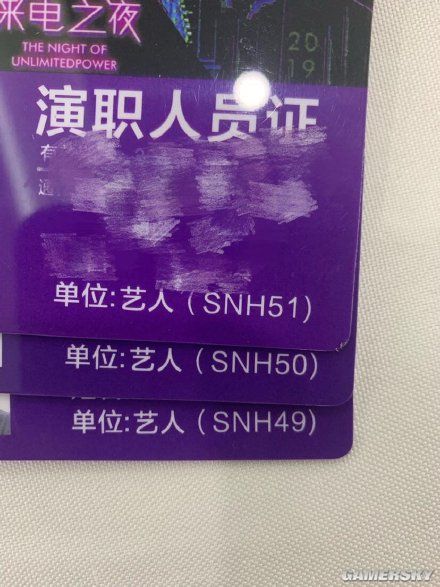 来电之夜
THE NIGHT OF
UNLIMITEDPOWER
20
19
演职人员证
有
单位:艺人（SNH51)
单位:艺人（SNH50)
单位:艺人（SNH49)
GAMERSKY